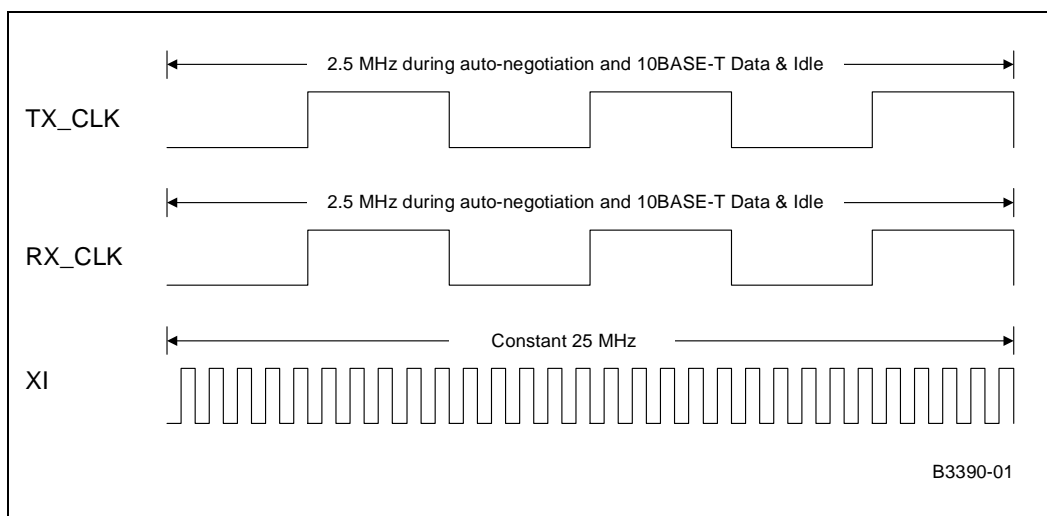 2.5 MHz during auto-negotiation and 10BASE-T Data & Idle
TX_CLK
2.5 MHz during auto-negotiation and 10BASE-T Data & Idle
RX_CLK
Constant 25 MHz
XI
B3390-01